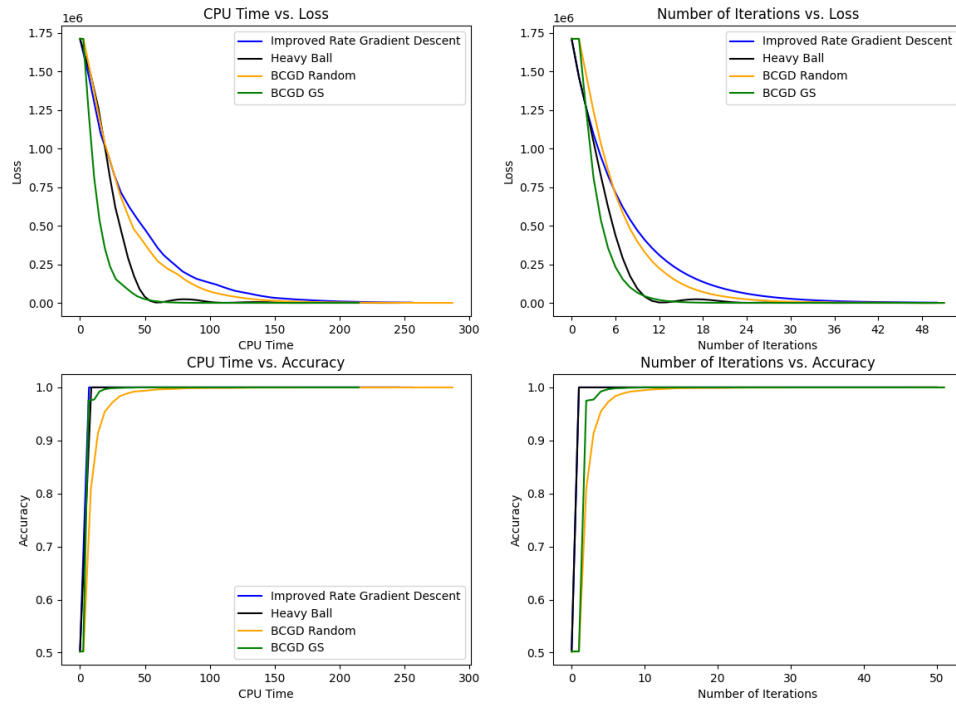 CPU Time vs. Loss
1e6
1.75
1.50
1.25
1.00
0.75
0.50
0.25
0.00
Loss
Improved Rate Gradient Descent
Heavy Ball
BCGD Random
BCGD GS
0 50 100 150 200 250 300
CPU Time
Number of Iterations vs. Loss
1e6
1.75
1.50
1.25
1.00
0.75
0.50
0.25
0.00
Loss
Improved Rate Gradient Descent
Heavy Ball
BCGD Random
BCGD GS
0 6 12 18 24 30 36 42 48
Number of Iterations
CPU Time vs. Accuracy
1.0
0.9
0.8
0.7
0.6
0.5
Accuracy
Improved Rate Gradient Descent
Heavy Ball
BCGD Random
BCGD GS
0 50 100 150 200 250 300
CPU Time
Number of Iterations vs. Accuracy
1.0
0.9
0.8
0.7
0.6
0.5
Accuracy
0 10 20 30 40 50
Number of Iterations